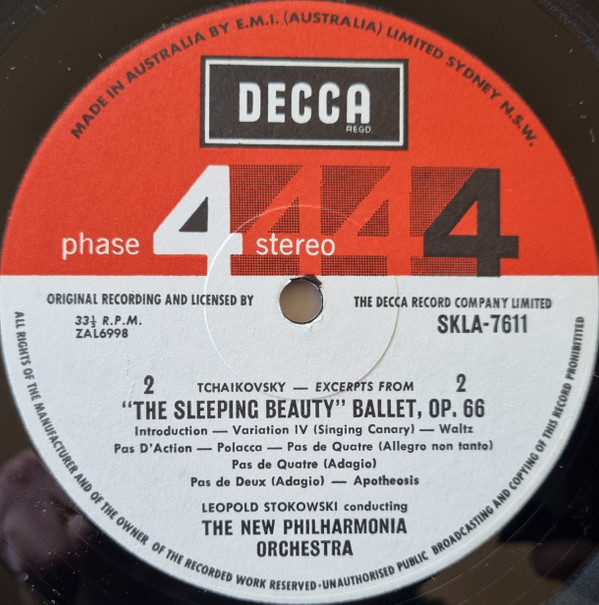 MADE IN AUSTRALIA BY E.M.I. (AUSTRALIA) LIMITED SYDNEY N.S.W.
DECCA
REGD.
phase 4 stereo 4 4 4
ORIGINAL RECORDING AND LICENSED BY THE DECCA RECORD COMPANY LIMITED
33⅓ R.P.M. SKLA-7611
ZAL6998
2 TCHAIKOVSKY — EXCERPTS FROM 2
"THE SLEEPING BEAUTY" BALLET, OP. 66
Introduction — Variation IV (Singing Canary) — Waltz
Pas D'Action — Polacca — Pas de Quatre (Allegro non tanto)
Pas de Quatre (Adagio)
Pas de Deux (Adagio) — Apotheosis
LEOPOLD STOKOWSKI conducting
THE NEW PHILHARMONIA
ORCHESTRA
ALL RIGHTS OF THE MANUFACTURER AND OF THE OWNER OF THE RECORDED WORK RESERVED·UNAUTHORISED PUBLIC BROADCASTING AND COPYING OF THIS RECORD PROHIBITITED